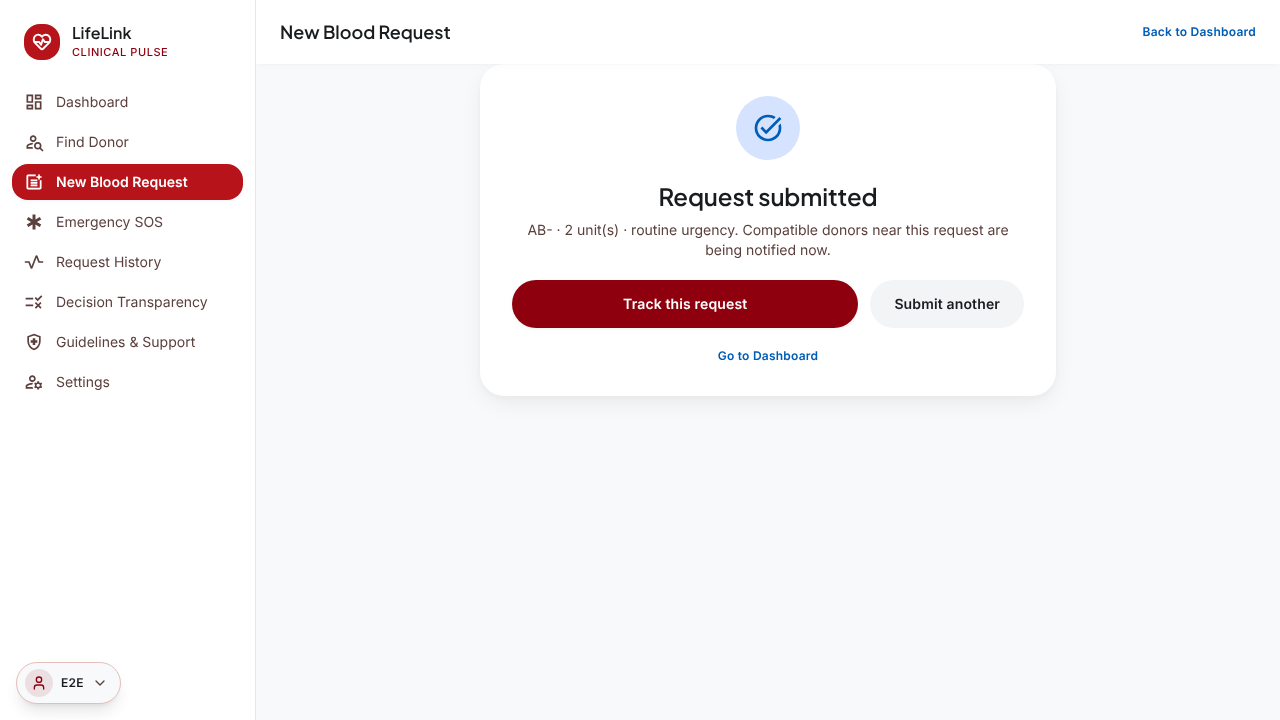 LifeLink
CLINICAL PULSE
Dashboard
Find Donor
New Blood Request
Emergency SOS
Request History
Decision Transparency
Guidelines & Support
Settings
E2E
New Blood Request
Back to Dashboard
Request submitted
AB- · 2 unit(s) · routine urgency. Compatible donors near this request are
being notified now.
Track this request
Submit another
Go to Dashboard